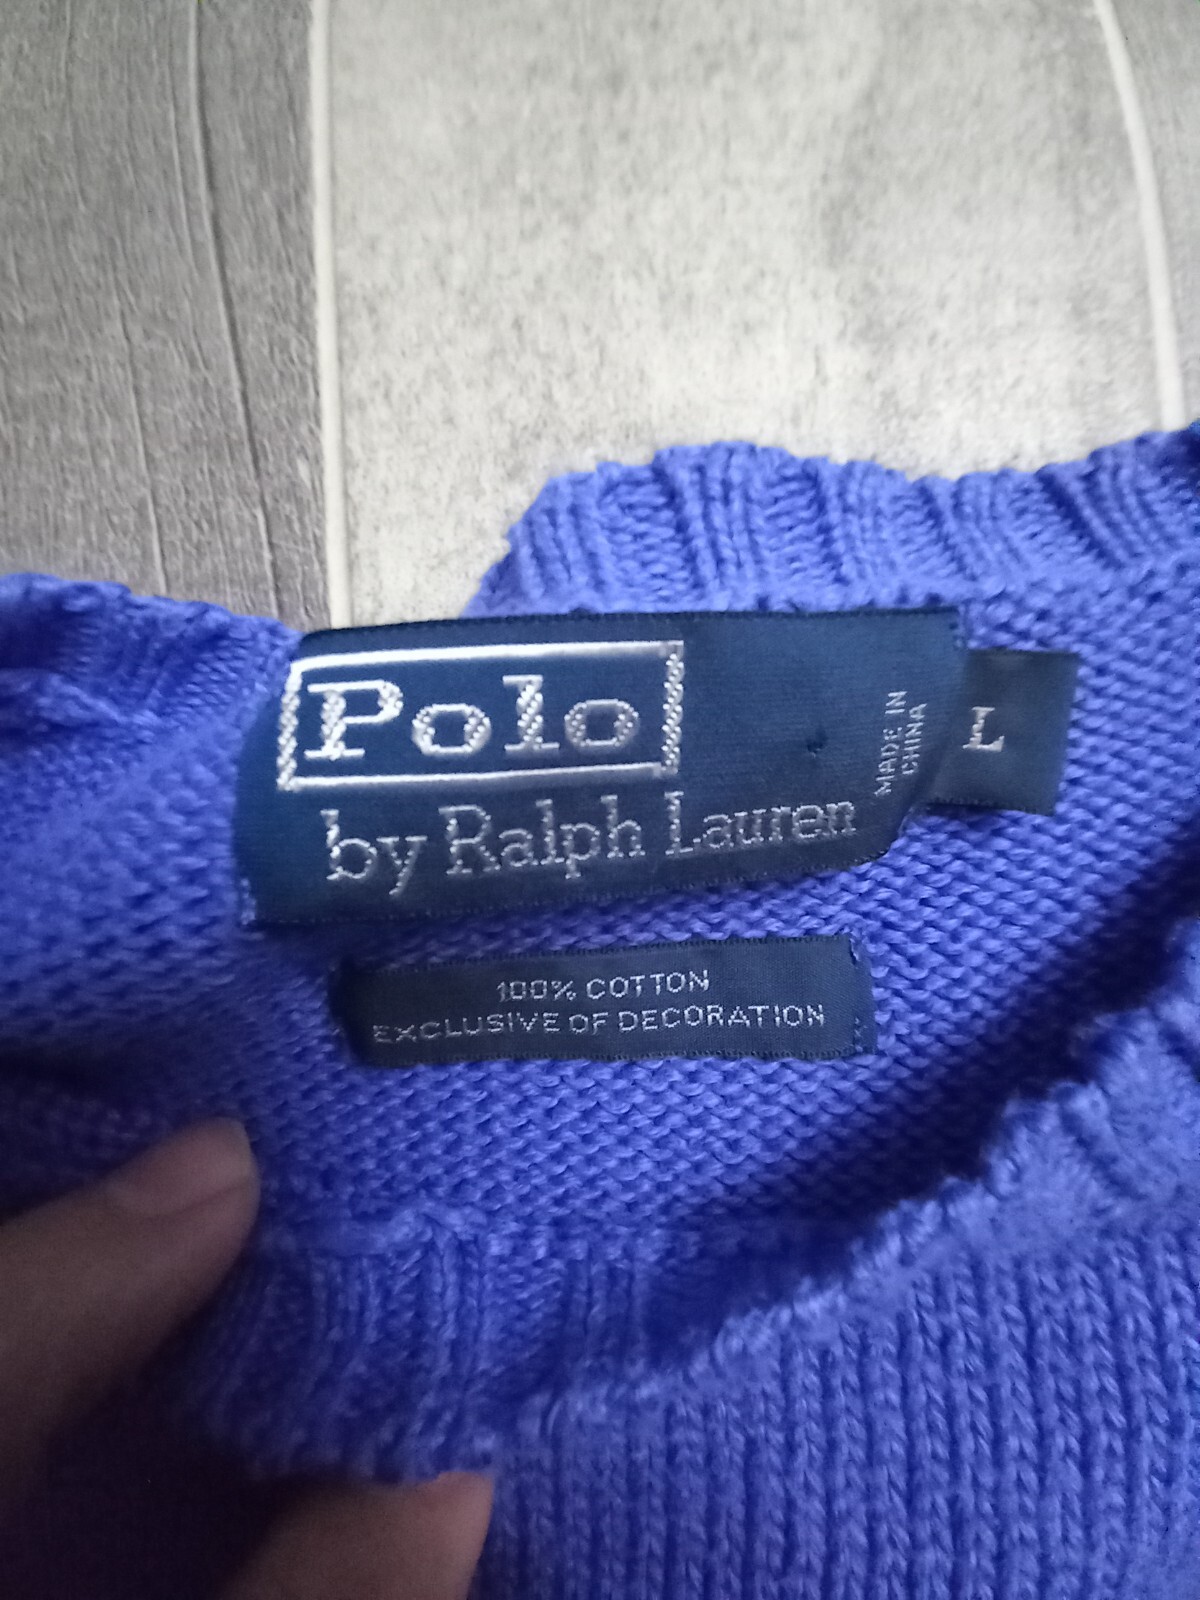 Polo
by Ralph Lauren
MADE IN
CHINA
L
100% COTTON
EXCLUSIVE OF DECORATION